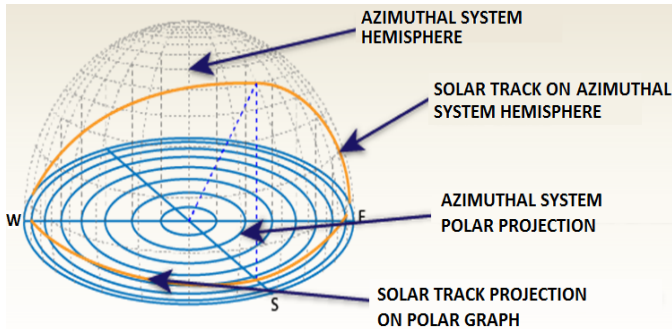 AZIMUTHAL SYSTEM
HEMISPHERE
SOLAR TRACK ON AZIMUTHAL
SYSTEM HEMISPHERE
W
E
AZIMUTHAL SYSTEM
POLAR PROJECTION
S
SOLAR TRACK PROJECTION
ON POLAR GRAPH